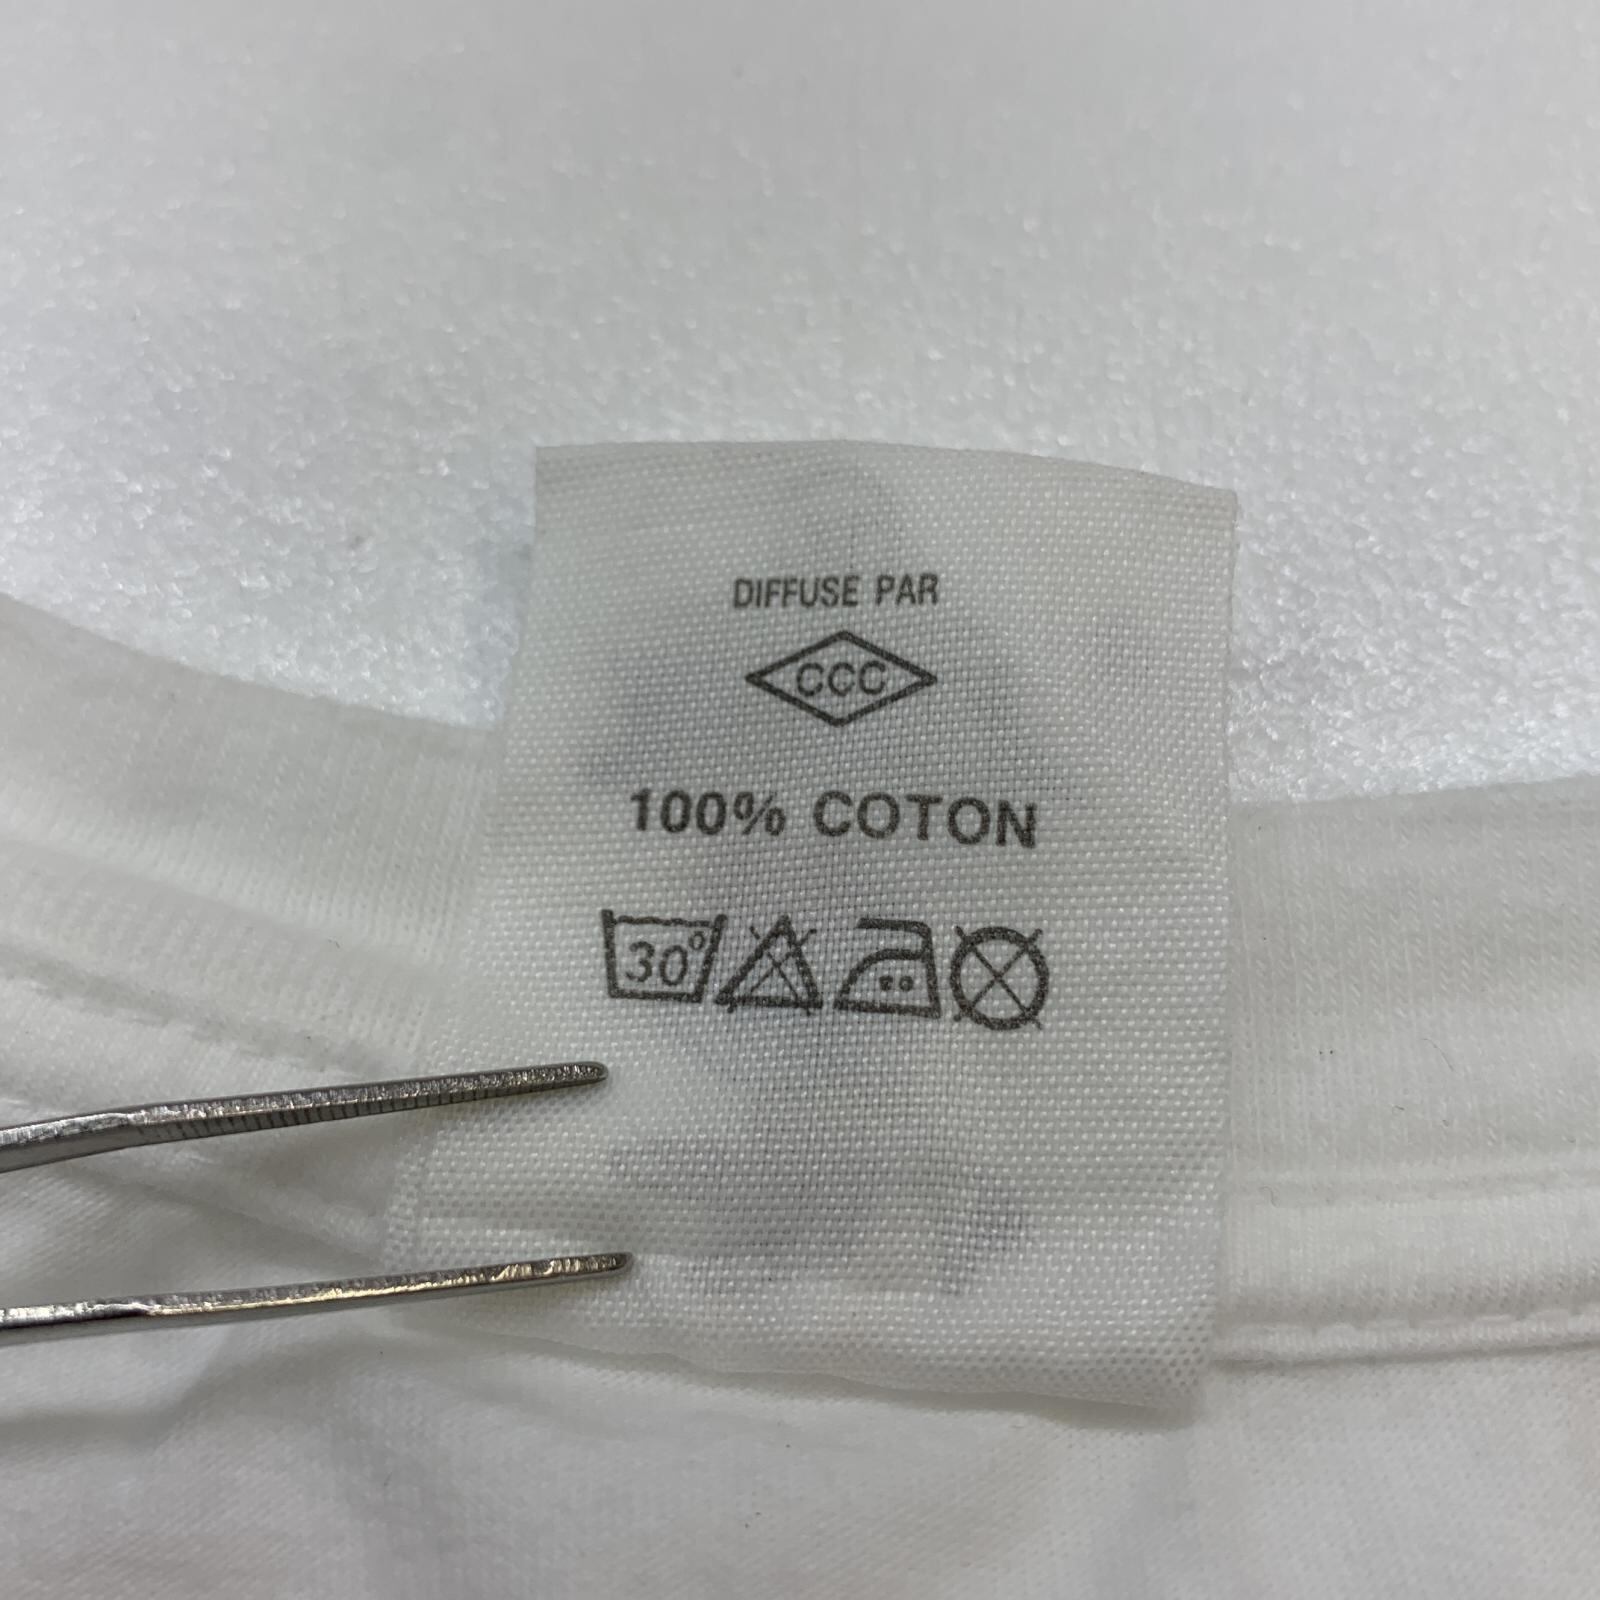 DIFFUSE PAR
CCC
100% COTON
30°